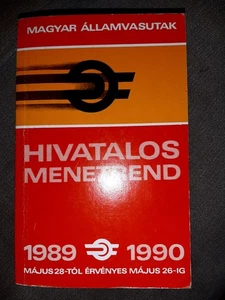 MAGYAR ÁLLAMVASUTAK
HIVATALOS
MENETREND
1989 1990
MÁJUS 28-TÓL ÉRVÉNYES MÁJUS 26-IG